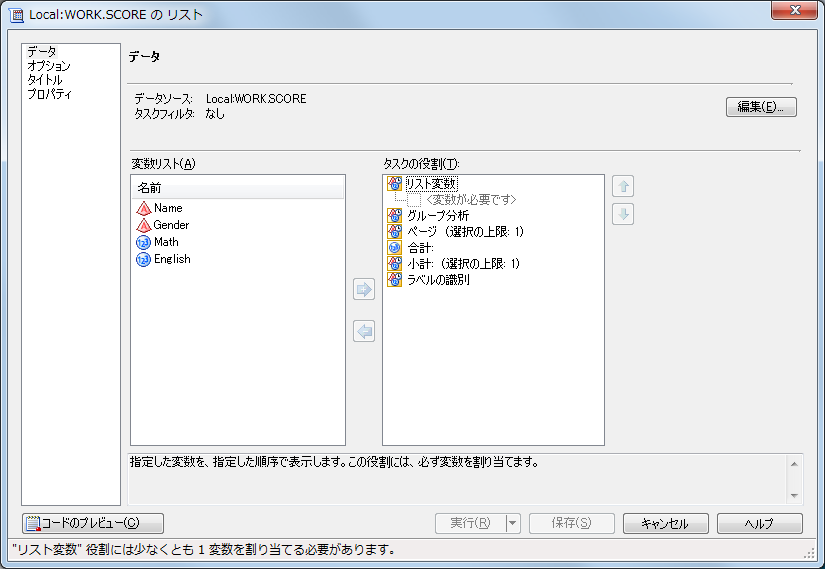 Local:WORK.SCORE の リスト
データ
オプション
タイトル
プロパティ
データ
データソース: Local:WORK.SCORE
タスクフィルタ: なし
編集(E)...
変数リスト(A)
名前
Name
Gender
Math
English
タスクの役割(T):
リスト変数
<変数が必要です>
グループ分析
ページ (選択の上限: 1)
合計:
小計: (選択の上限: 1)
ラベルの識別
指定した変数を、指定した順序で表示します。この役割には、必ず変数を割り当てます。
コードのプレビュー(C)
実行(R)
保存(S)
キャンセル
ヘルプ
"リスト変数" 役割には少なくとも 1 変数を割り当てる必要があります。